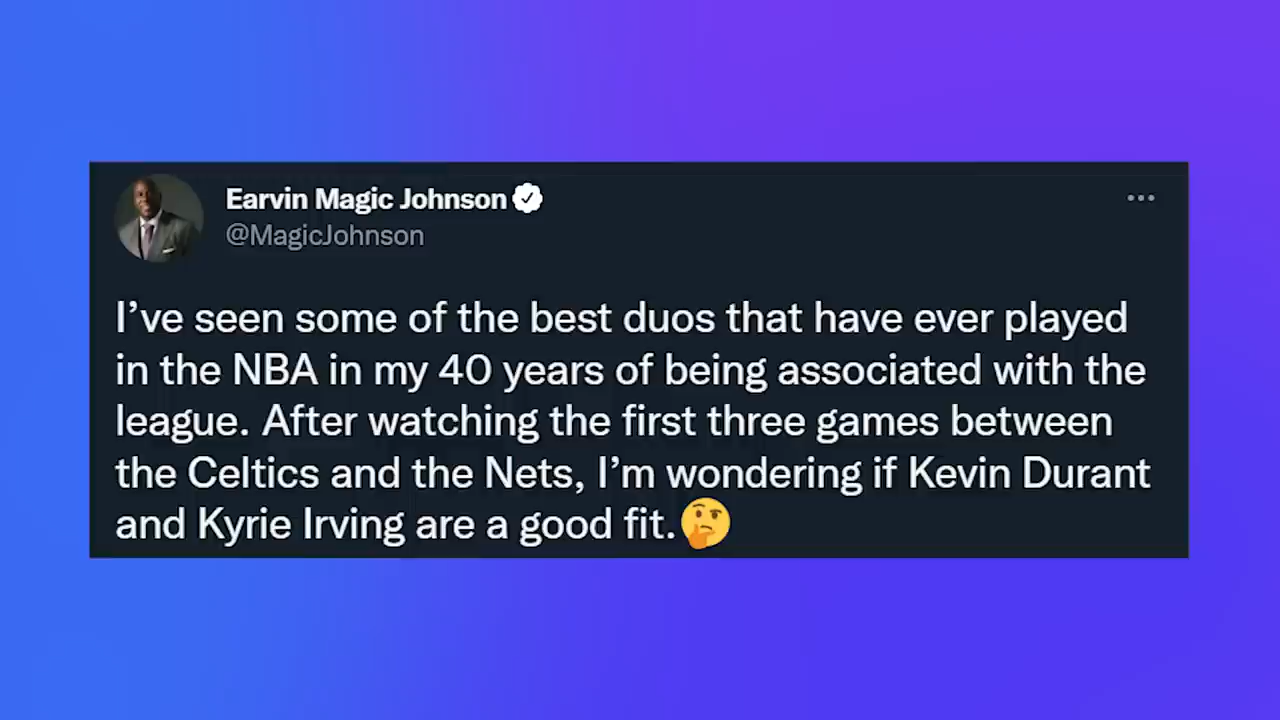 Earvin Magic Johnson
@MagicJohnson
I’ve seen some of the best duos that have ever played
in the NBA in my 40 years of being associated with the
league. After watching the first three games between
the Celtics and the Nets, I’m wondering if Kevin Durant
and Kyrie Irving are a good fit.🤔